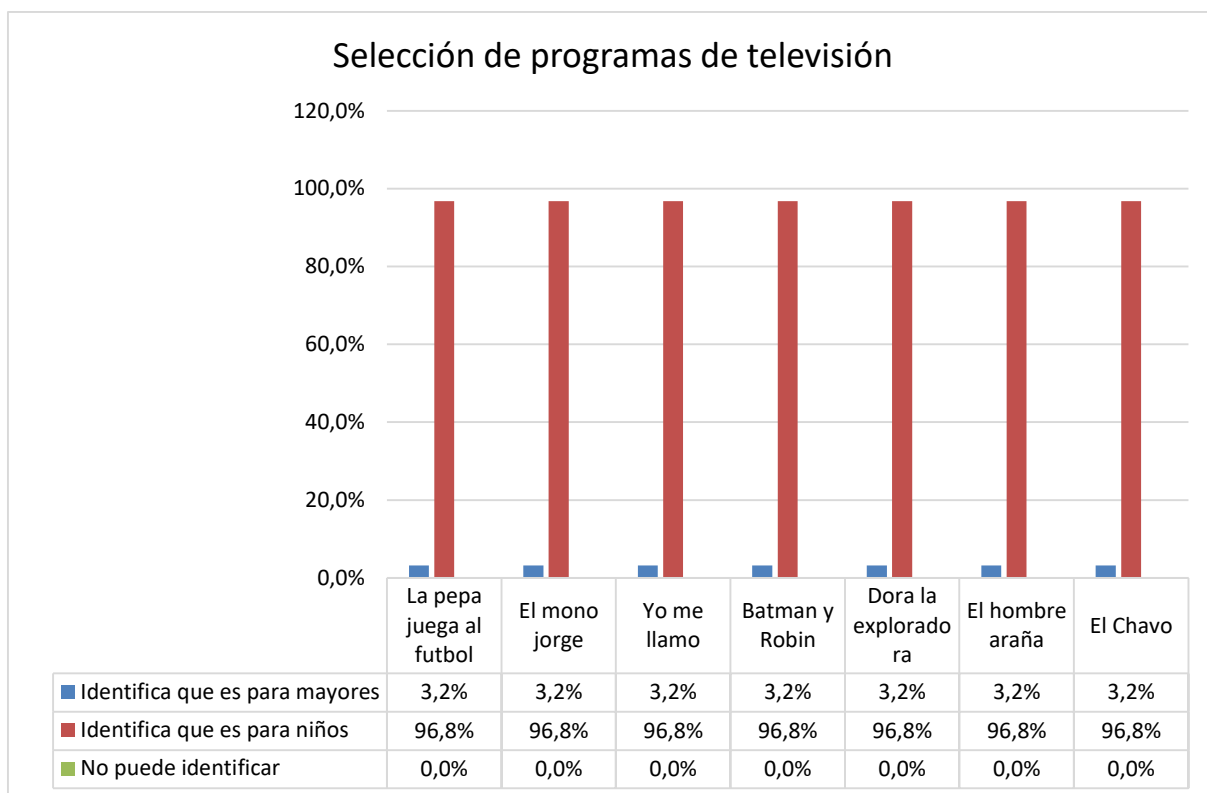 Selección de programas de televisión
120,0%
100,0%
80,0%
60,0%
40,0%
20,0%
0,0%
La pepa
juega al
futbol
El mono
jorge
Yo me
llamo
Batman y
Robin
Dora la
explorado
ra
El hombre
araña
El Chavo
Identifica que es para mayores 3,2% 3,2% 3,2% 3,2% 3,2% 3,2% 3,2%
Identifica que es para niños 96,8% 96,8% 96,8% 96,8% 96,8% 96,8% 96,8%
No puede identificar 0,0% 0,0% 0,0% 0,0% 0,0% 0,0% 0,0%